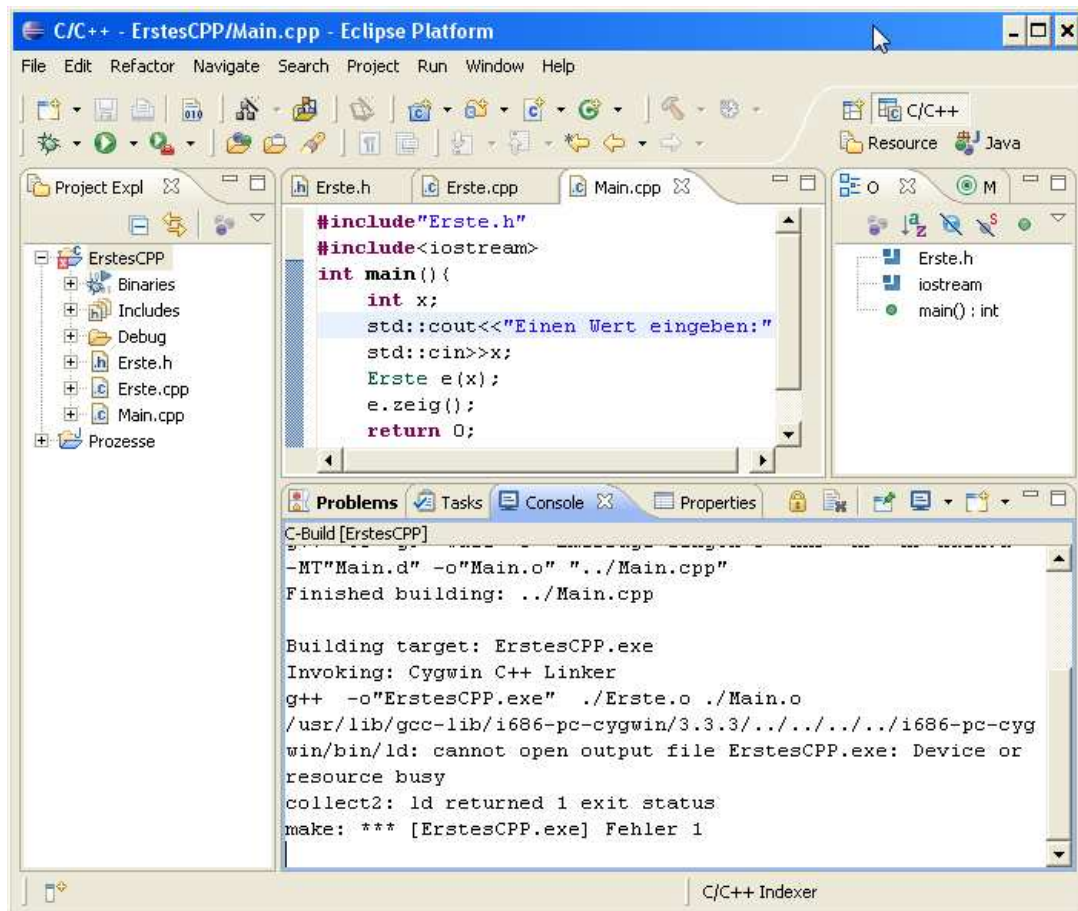 C/C++ - ErstesCPP/Main.cpp - Eclipse Platform
File Edit Refactor Navigate Search Project Run Window Help
C/C++
Resource Java
Project Expl
Erste.h Erste.cpp Main.cpp
O M
ErstesCPP
Binaries
Includes
Debug
Erste.h
Erste.cpp
Main.cpp
Prozesse
#include"Erste.h"
#include<iostream>
int main(){
int x;
std::cout<<"Einen Wert eingeben:"
std::cin>>x;
Erste e(x);
e.zeig();
return 0;
Erste.h
iostream
main() : int
Problems Tasks Console Properties
C-Build [ErstesCPP]
-MT"Main.d" -o"Main.o" "../Main.cpp"
Finished building: ../Main.cpp
Building target: ErstesCPP.exe
Invoking: Cygwin C++ Linker
g++ -o"ErstesCPP.exe" ./Erste.o ./Main.o
/usr/lib/gcc-lib/i686-pc-cygwin/3.3.3/../../../../i686-pc-cyg
win/bin/ld: cannot open output file ErstesCPP.exe: Device or
resource busy
collect2: ld returned 1 exit status
make: *** [ErstesCPP.exe] Fehler 1
C/C++ Indexer